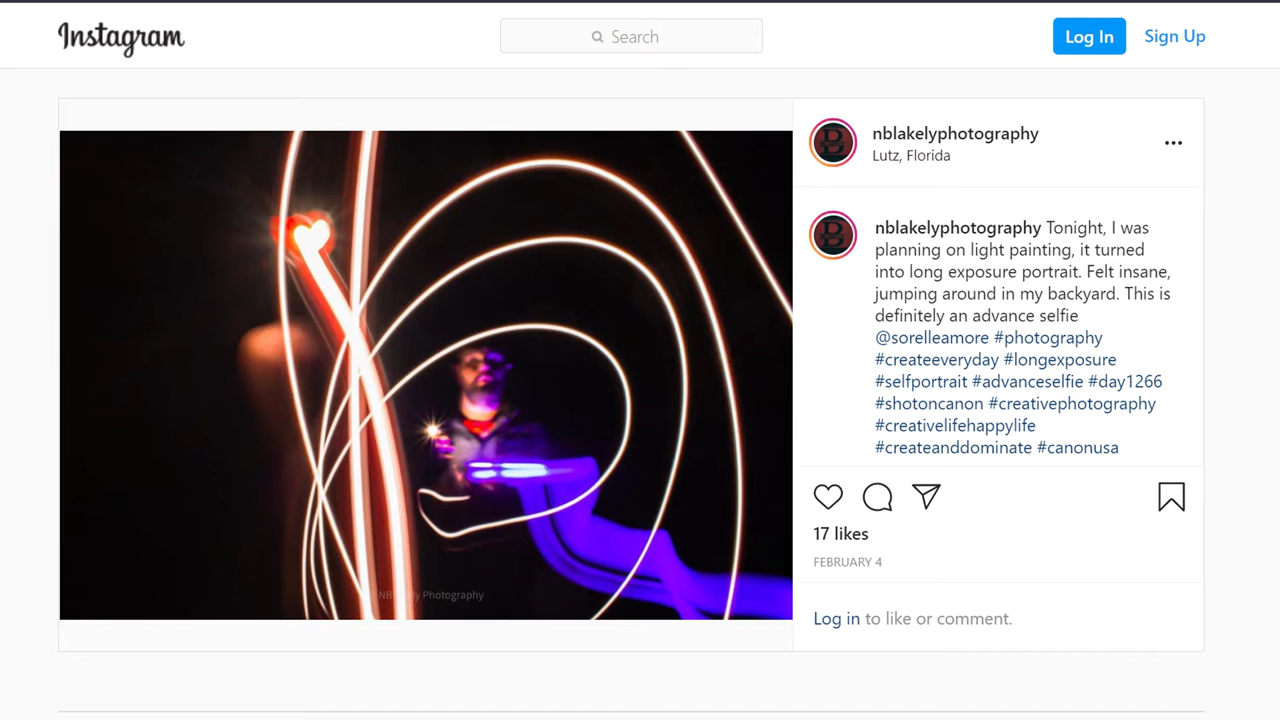 Instagram
Search
Log In
Sign Up
nblakelyphotography
Lutz, Florida
nblakelyphotography Tonight, I was
planning on light painting, it turned
into long exposure portrait. Felt insane,
jumping around in my backyard. This is
definitely an advance selfie
@sorelleamore #photography
#createeveryday #longexposure
#selfportrait #advanceselfie #day1266
#shotoncanon #creativephotography
#creativelifehappylife
#createanddominate #canonusa
17 likes
FEBRUARY 4
Log in to like or comment.
Photography